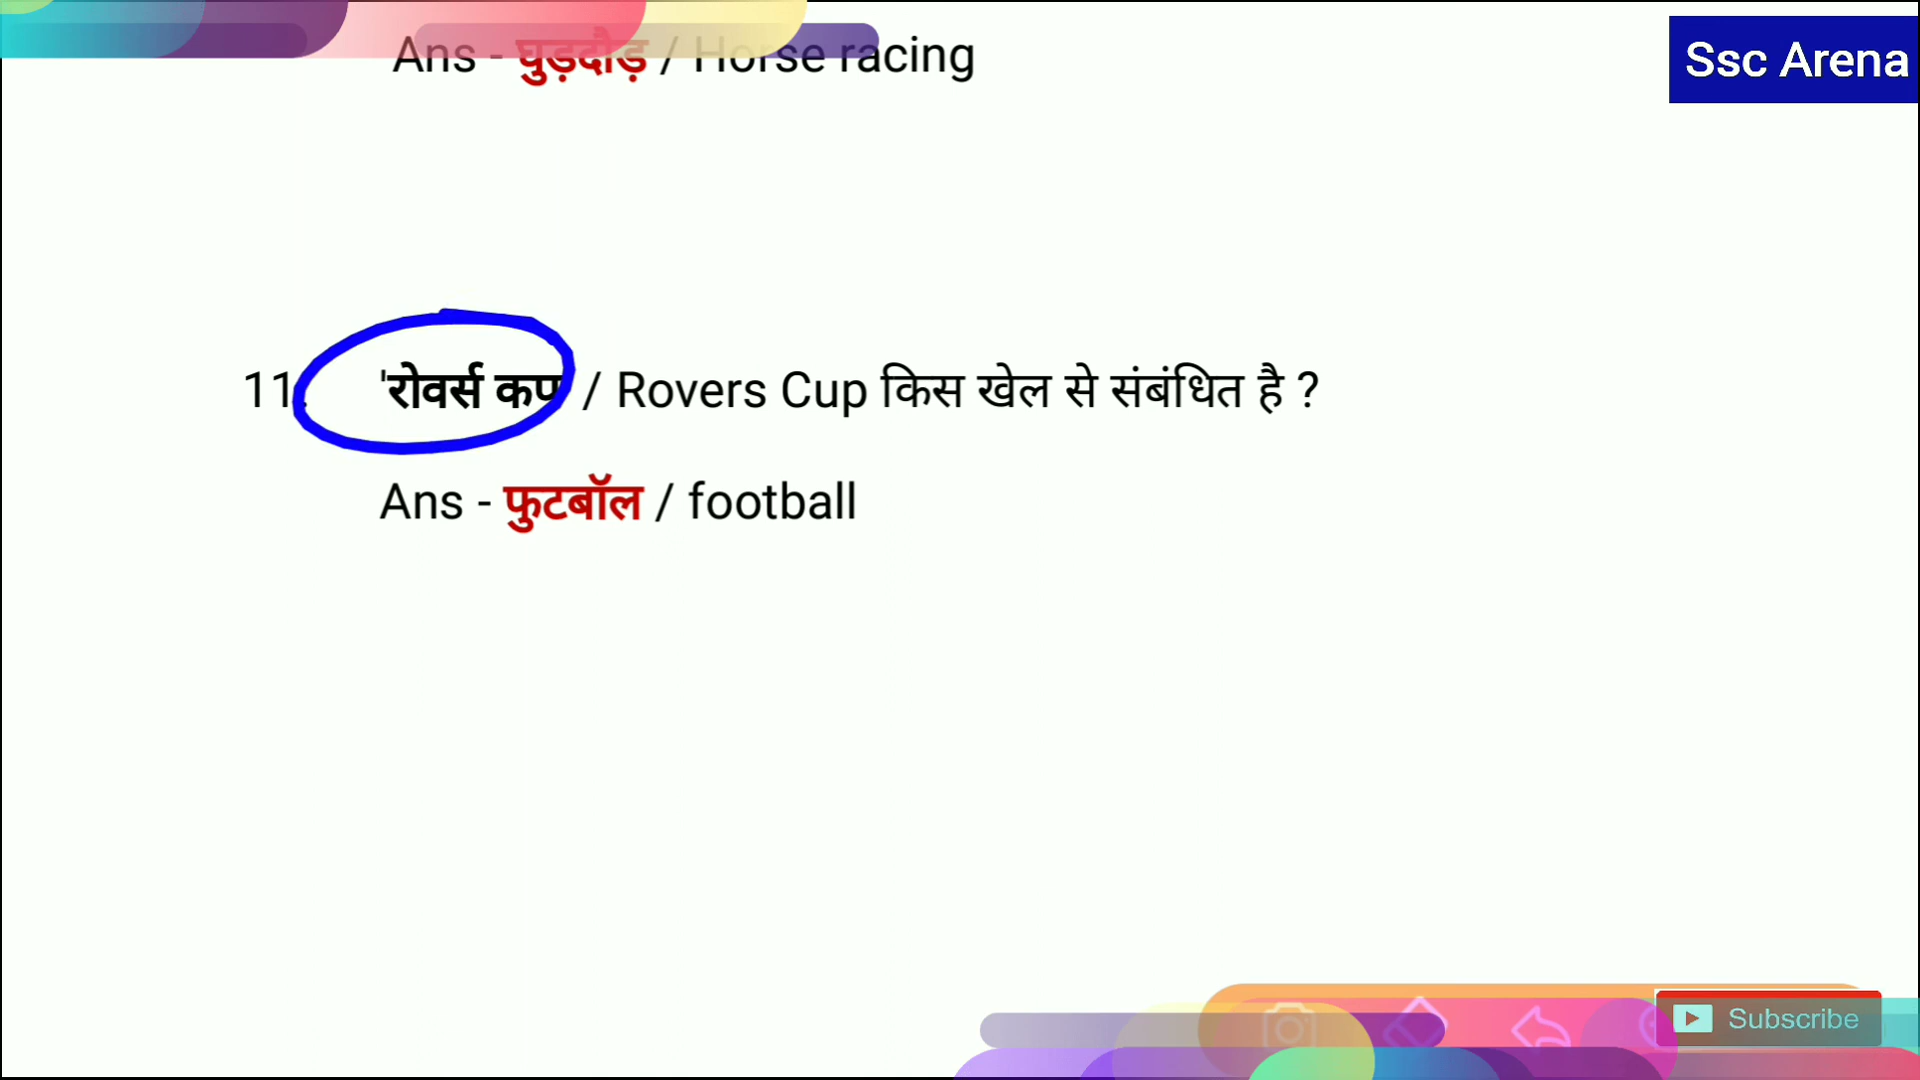 Ans - घुड़दौड़ / Horse racing
Ssc Arena
11. 'रोवर्स कप' / Rovers Cup किस खेल से संबंधित है ?
Ans - फुटबॉल / football
Subscribe